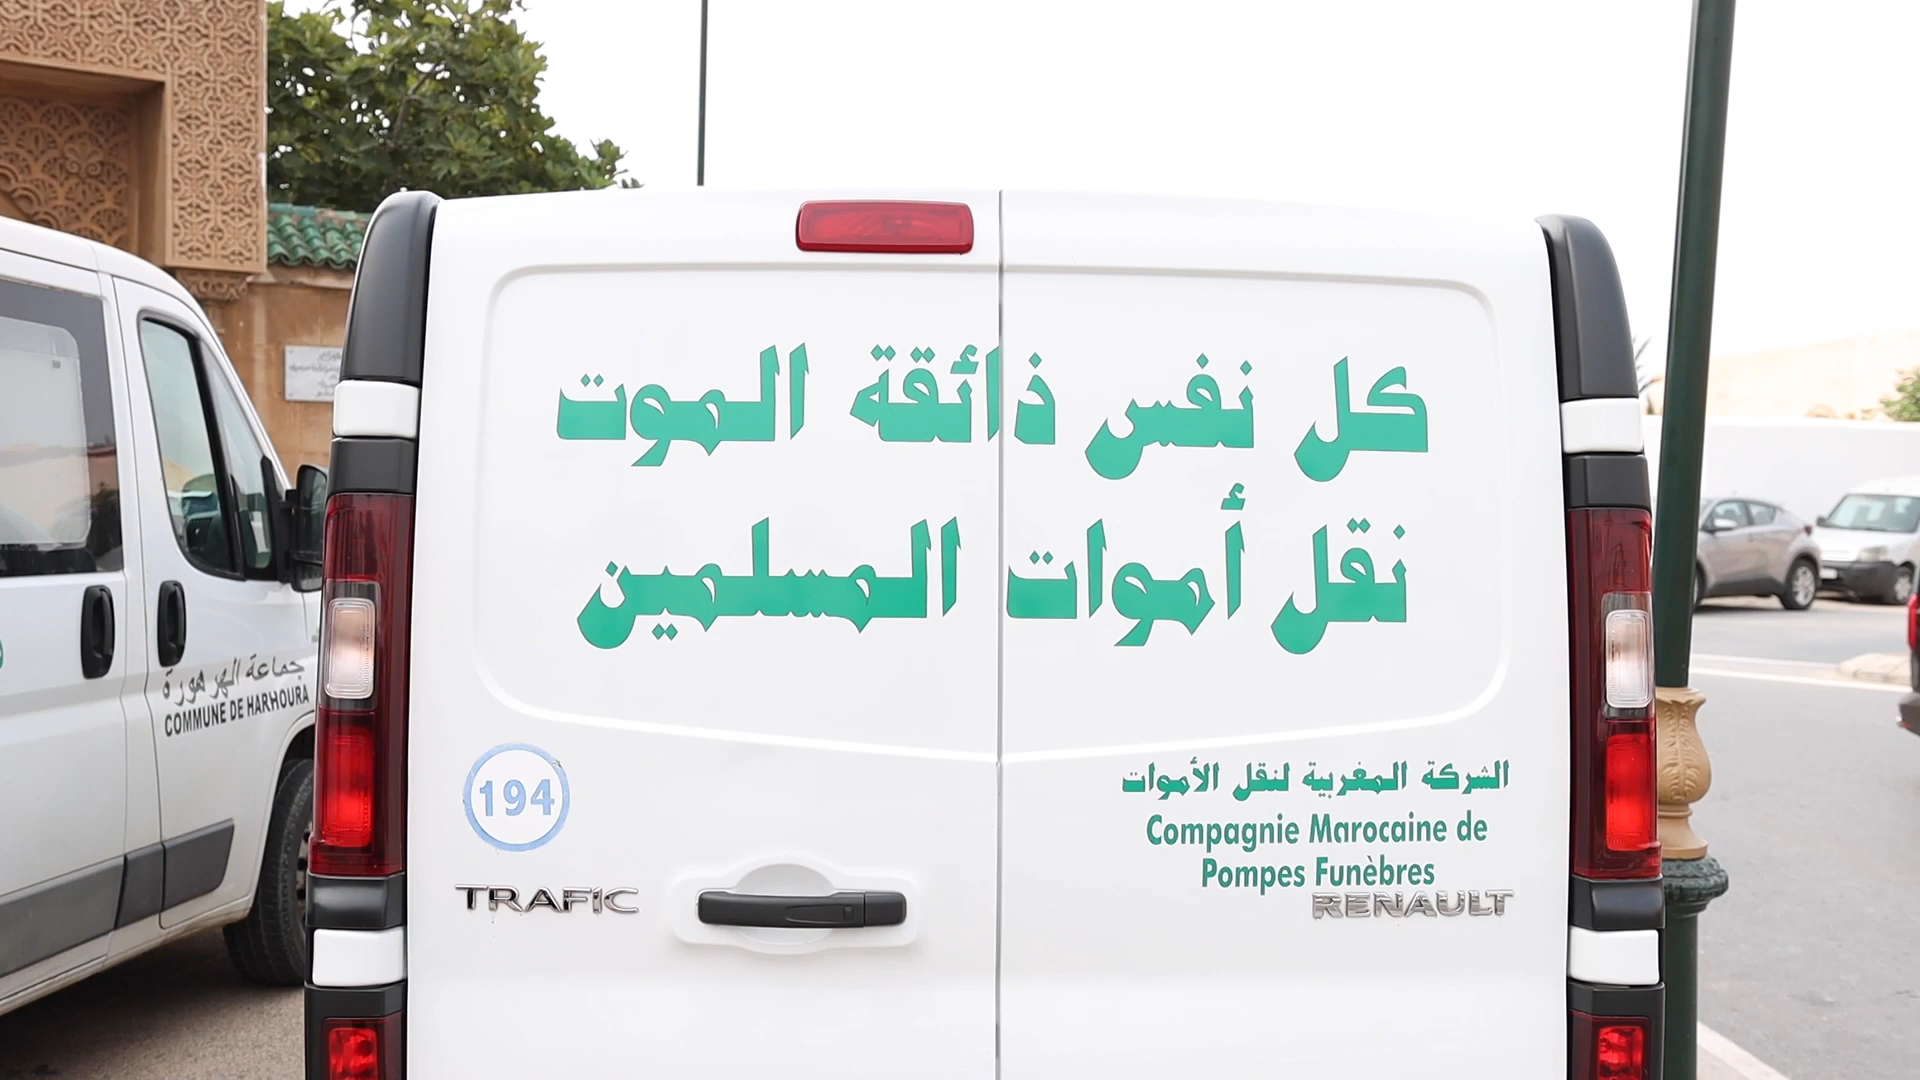 كل نفس ذائقة الموت
نقل أموات المسلمين
الشركة المغربية لنقل الأموات
Compagnie Marocaine de
Pompes Funèbres
RENAULT
194
TRAFIC
جماعة الهرهورة
COMMUNE DE HARHOURA